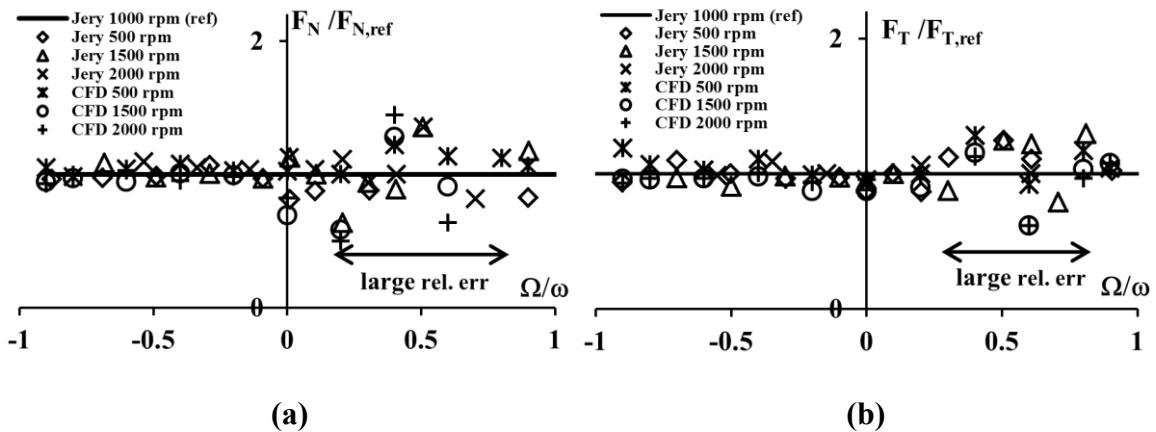 Jery 1000 rpm (ref)
Jery 500 rpm
Jery 1500 rpm
Jery 2000 rpm
CFD 500 rpm
CFD 1500 rpm
CFD 2000 rpm
F_N /F_N,ref
2
0
large rel. err
Ω/ω
-1 -0.5 0 0.5 1
(a)
Jery 1000 rpm (ref)
Jery 500 rpm
Jery 1500 rpm
Jery 2000 rpm
CFD 500 rpm
CFD 1500 rpm
CFD 2000 rpm
F_T /F_T,ref
2
0
large rel. err
Ω/ω
-1 -0.5 0 0.5 1
(b)